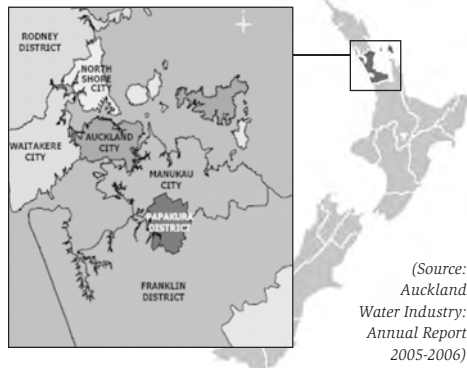 RODNEY
DISTRICT
NORTH
SHORE
CITY
WAITAKERE
CITY
AUCKLAND
CITY
MANUKAU
CITY
PAPAKURA
DISTRICT
FRANKLIN
DISTRICT
(Source:
Auckland
Water Industry:
Annual Report
2005-2006)